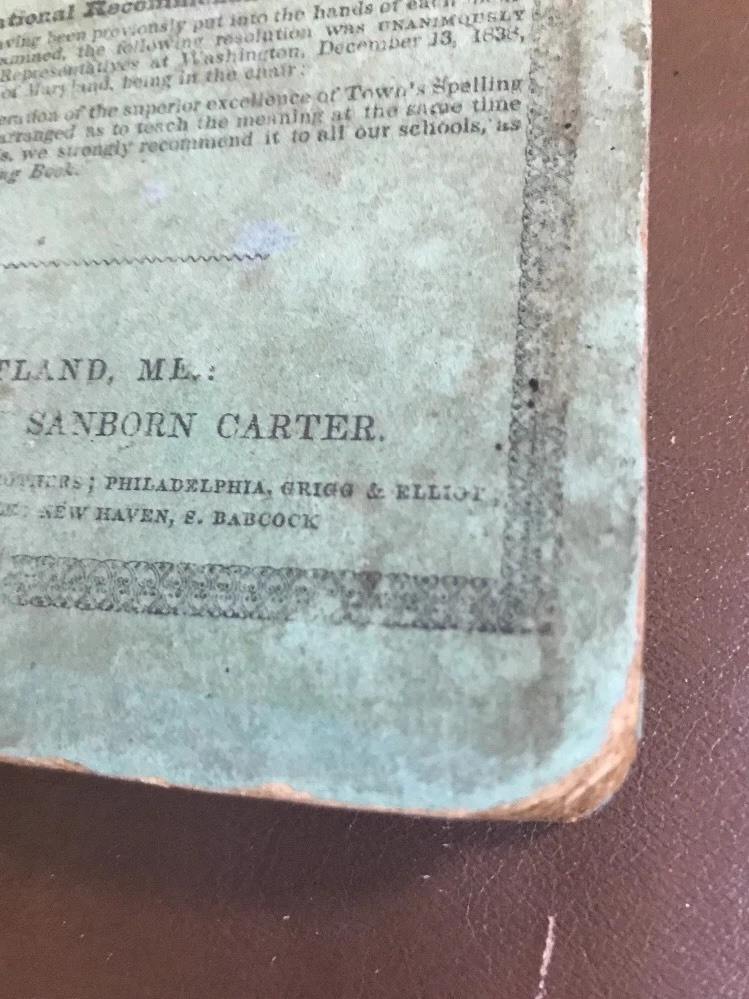 ational Recommen
aving been previously put into the hands of each
xamined, the following resolution was UNANIMOUSLY
Representatives at Washington, December 13, 1838,
of Maryland, being in the chair:
eration of the superior excellence of Town's Spelling
arranged as to teach the meaning at the same time
s, we strongly recommend it to all our schools, as
ng Book.
TLAND, ME.:
SANBORN CARTER.
OTHERS; PHILADELPHIA, GRIGG & ELLIOT,
NEW HAVEN, S. BABCOCK